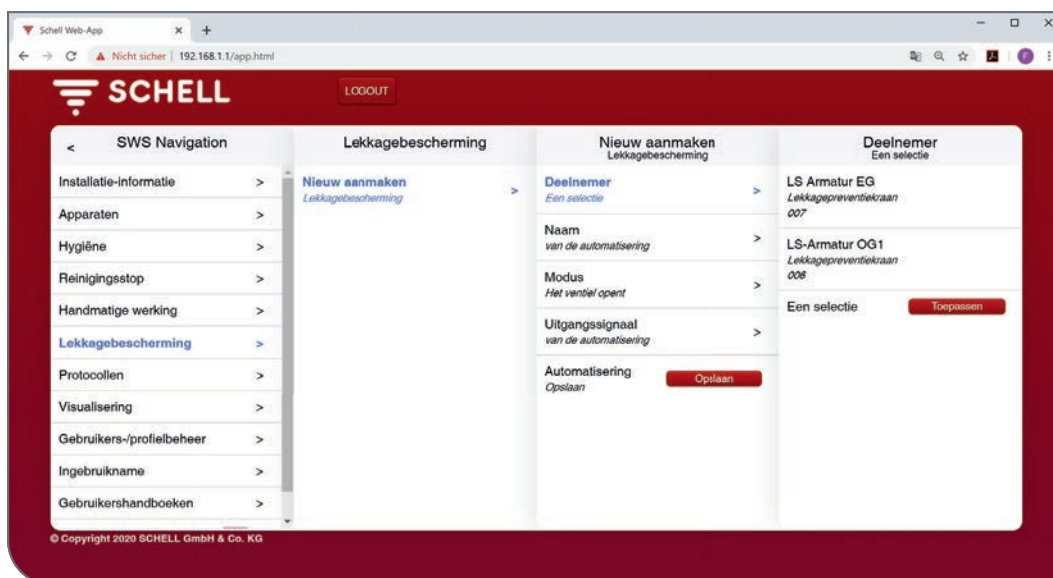 Schell Web-App
Nicht sicher | 192.168.1.1/app.html
F
SCHELL
LOGOUT
< SWS Navigation
Installatie-informatie >
Apparaten >
Hygiëne >
Reinigingsstop >
Handmatige werking >
Lekkagebescherming >
Protocollen >
Visualisering >
Gebruikers-/profielbeheer >
Ingebruikname >
Gebruikershandboeken >
Lekkagebescherming
Nieuw aanmaken >
Lekkagebescherming
Nieuw aanmaken
Lekkagebescherming
Deelnemer >
Een selectie
Naam >
van de automatisering
Modus >
Het ventiel opent
Uitgangssignaal >
van de automatisering
Automatisering
Opslaan
Opslaan
Deelnemer
Een selectie
LS Armatur EG
Lekkagepreventiekraan
007
LS-Armatur OG1
Lekkagepreventiekraan
006
Een selectie Toepassen
© Copyright 2020 SCHELL GmbH & Co. KG